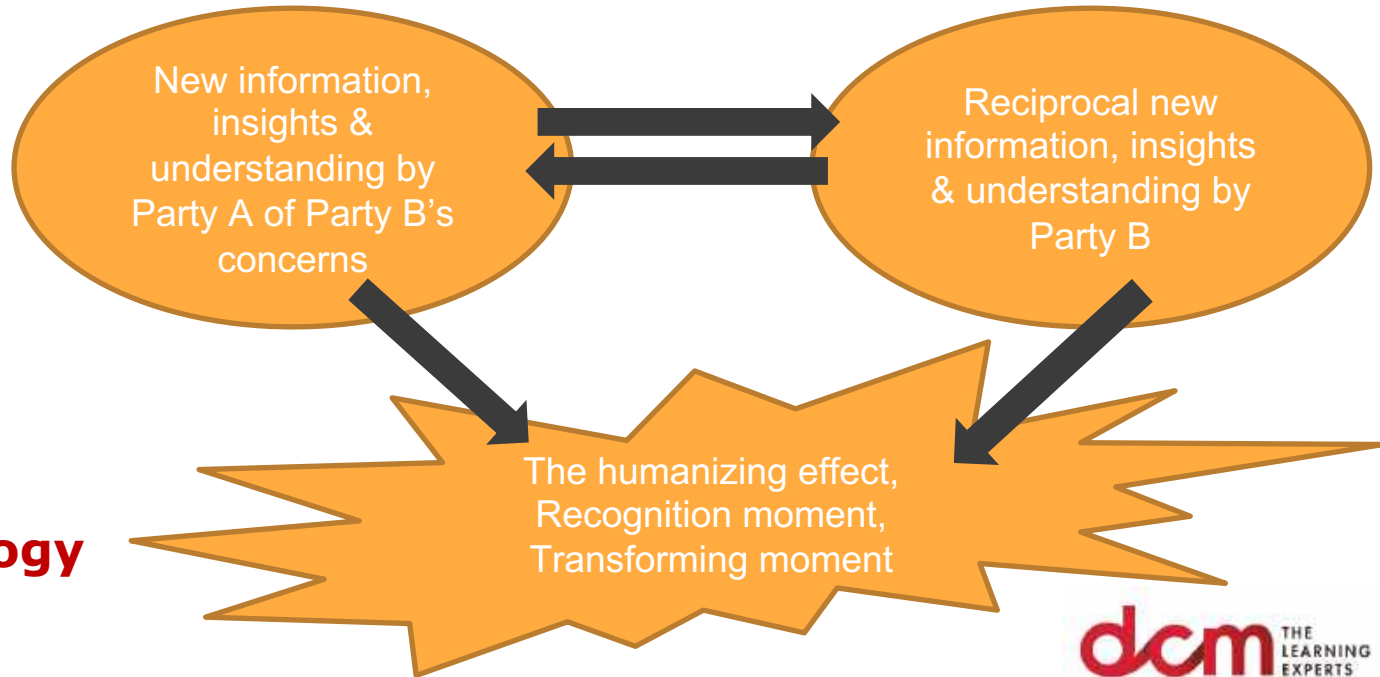 New information,
insights &
understanding by
Party A of Party B’s
concerns
Reciprocal new
information, insights
& understanding by
Party B
The humanizing effect,
Recognition moment,
Transforming moment
ogy
dcm
THE
LEARNING
EXPERTS